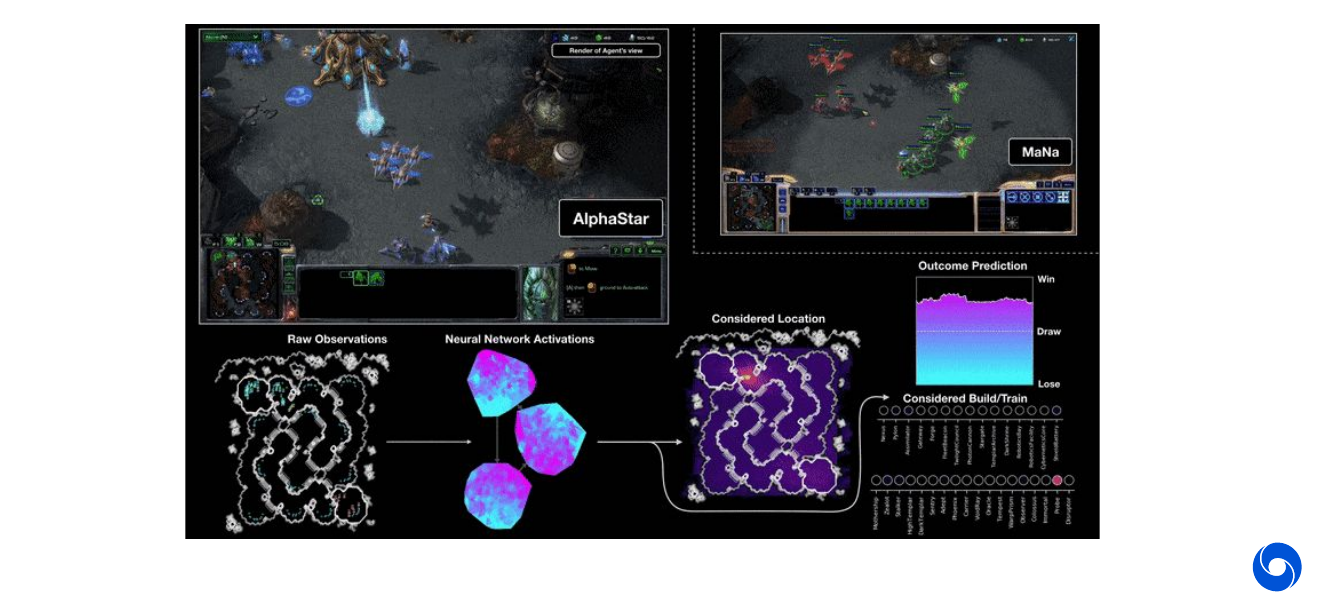 Render of Agent's view
AlphaStar
MaNa
Outcome Prediction
Win
Draw
Lose
Raw Observations
Neural Network Activations
Considered Location
Considered Build/Train
Nexus
Pylon
Assimilator
Gateway
Forge
FleetBeacon
TwilightCouncil
PhotonCannon
Stargate
TemplarArchive
DarkShrine
RoboticsBay
RoboticsFacility
CyberneticsCore
ShieldBattery
Mothership
Zealot
Stalker
HighTemplar
DarkTemplar
Sentry
Adept
Phoenix
Carrier
VoidRay
Oracle
Tempest
WarpPrism
Observer
Colossus
Immortal
Probe
Disruptor